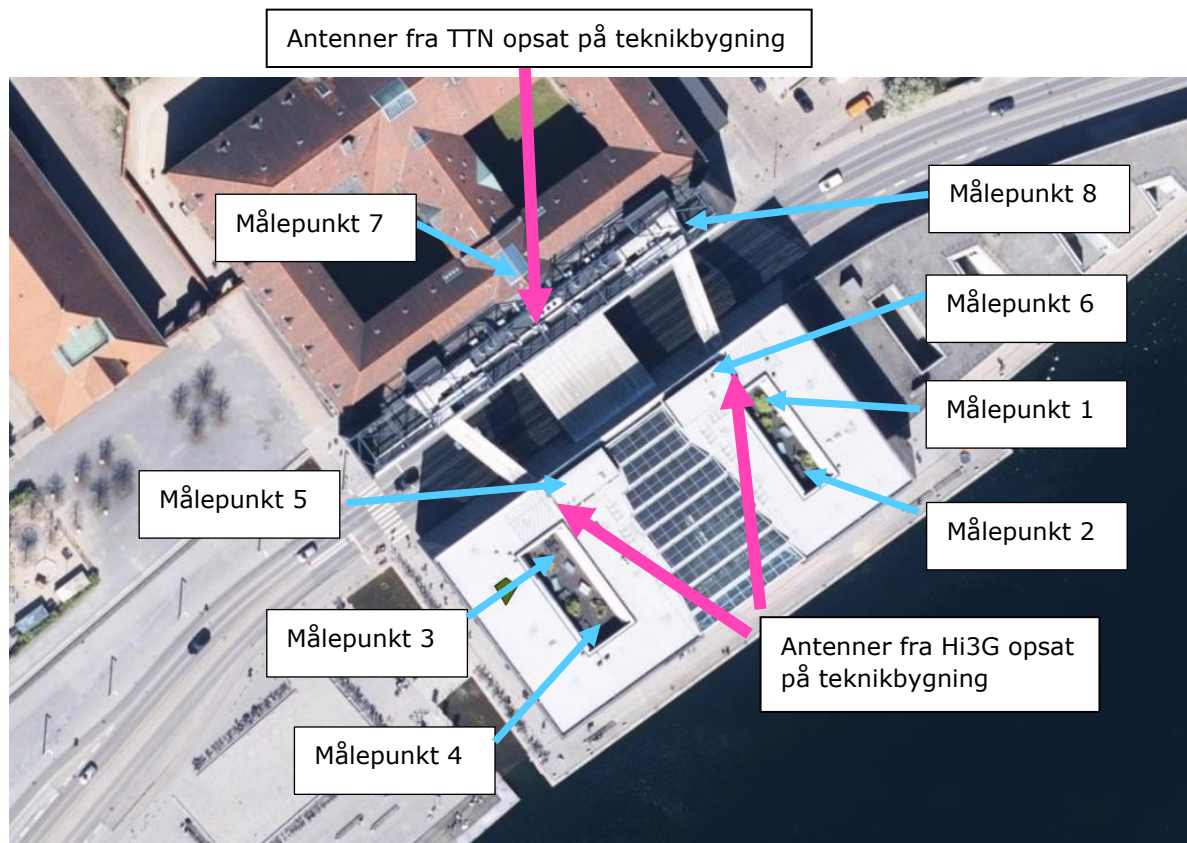 Antenner fra TTN opsat på teknikbygning
Målepunkt 8
Målepunkt 7
Målepunkt 6
Målepunkt 1
Målepunkt 5
Målepunkt 2
Målepunkt 3
Antenner fra Hi3G opsat
på teknikbygning
Målepunkt 4